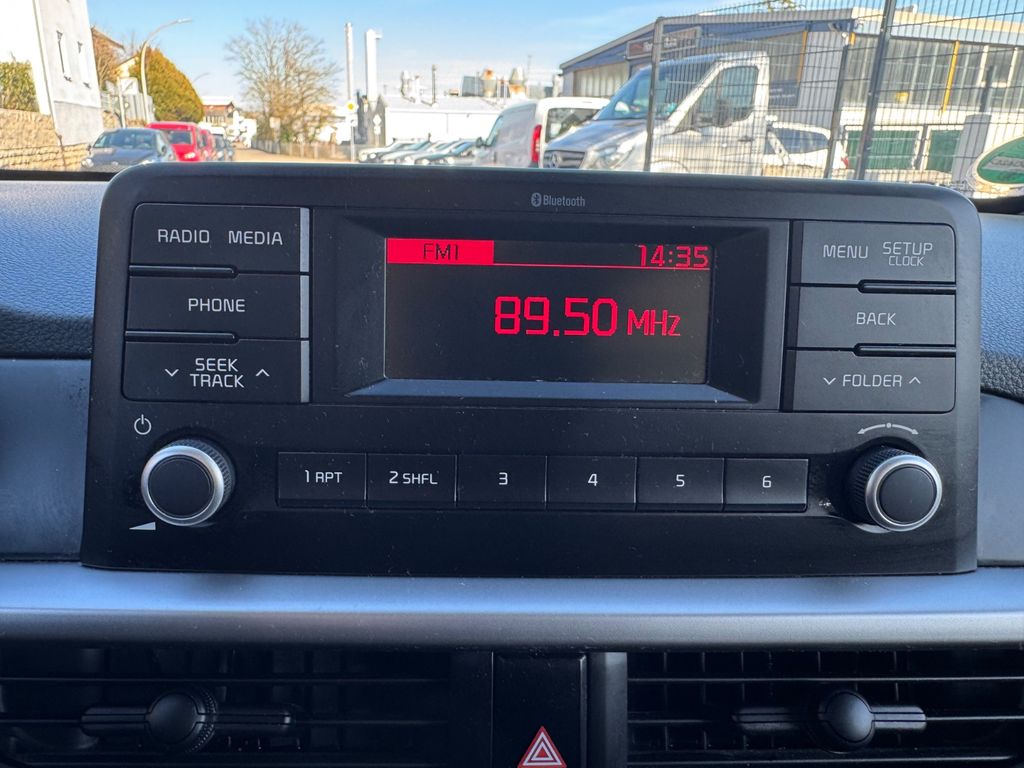 Bluetooth
RADIO MEDIA
PHONE
SEEK
TRACK
FM1 14:35
89.50 MHz
MENU SETUP
CLOCK
BACK
FOLDER
1 RPT 2 SHFL 3 4 5 6